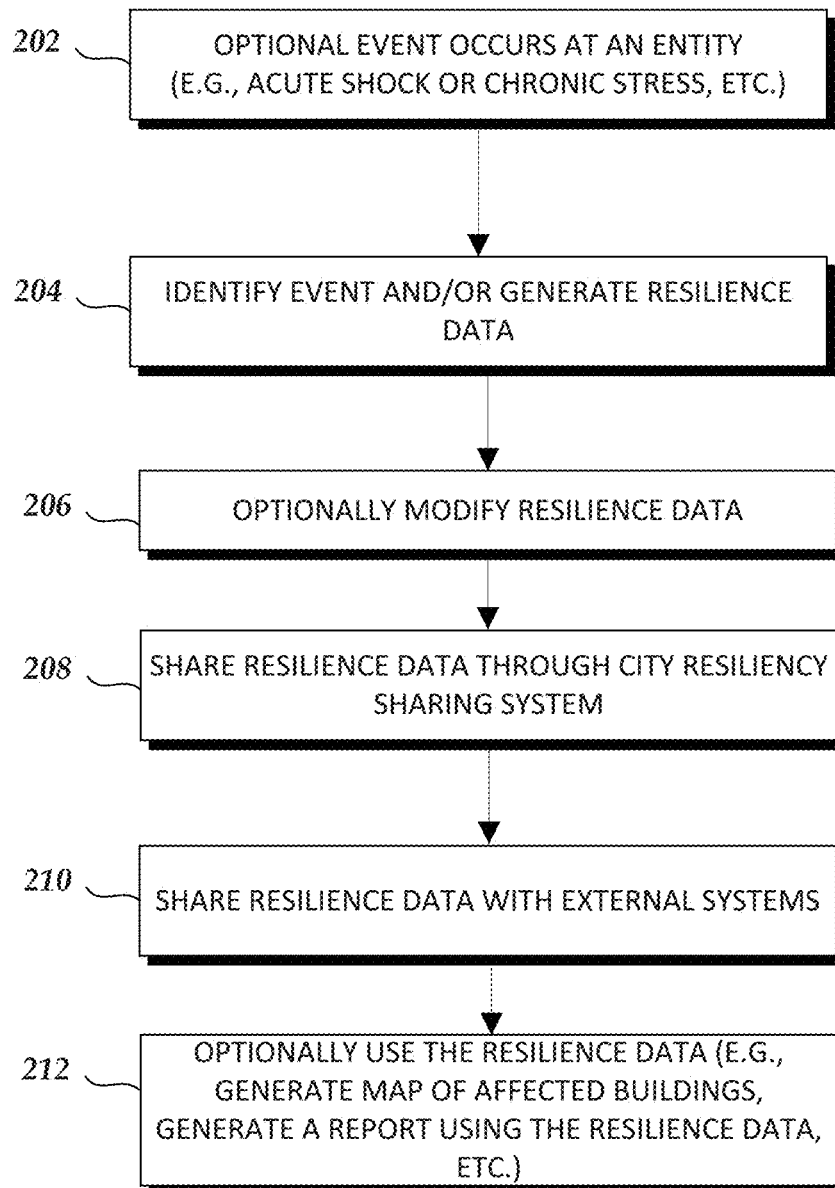 202
OPTIONAL EVENT OCCURS AT AN ENTITY
(E.G., ACUTE SHOCK OR CHRONIC STRESS, ETC.)
204
IDENTIFY EVENT AND/OR GENERATE RESILIENCE
DATA
206
OPTIONALLY MODIFY RESILIENCE DATA
208
SHARE RESILIENCE DATA THROUGH CITY RESILIENCY
SHARING SYSTEM
210
SHARE RESILIENCE DATA WITH EXTERNAL SYSTEMS
212
OPTIONALLY USE THE RESILIENCE DATA (E.G.,
GENERATE MAP OF AFFECTED BUILDINGS,
GENERATE A REPORT USING THE RESILIENCE DATA,
ETC.)